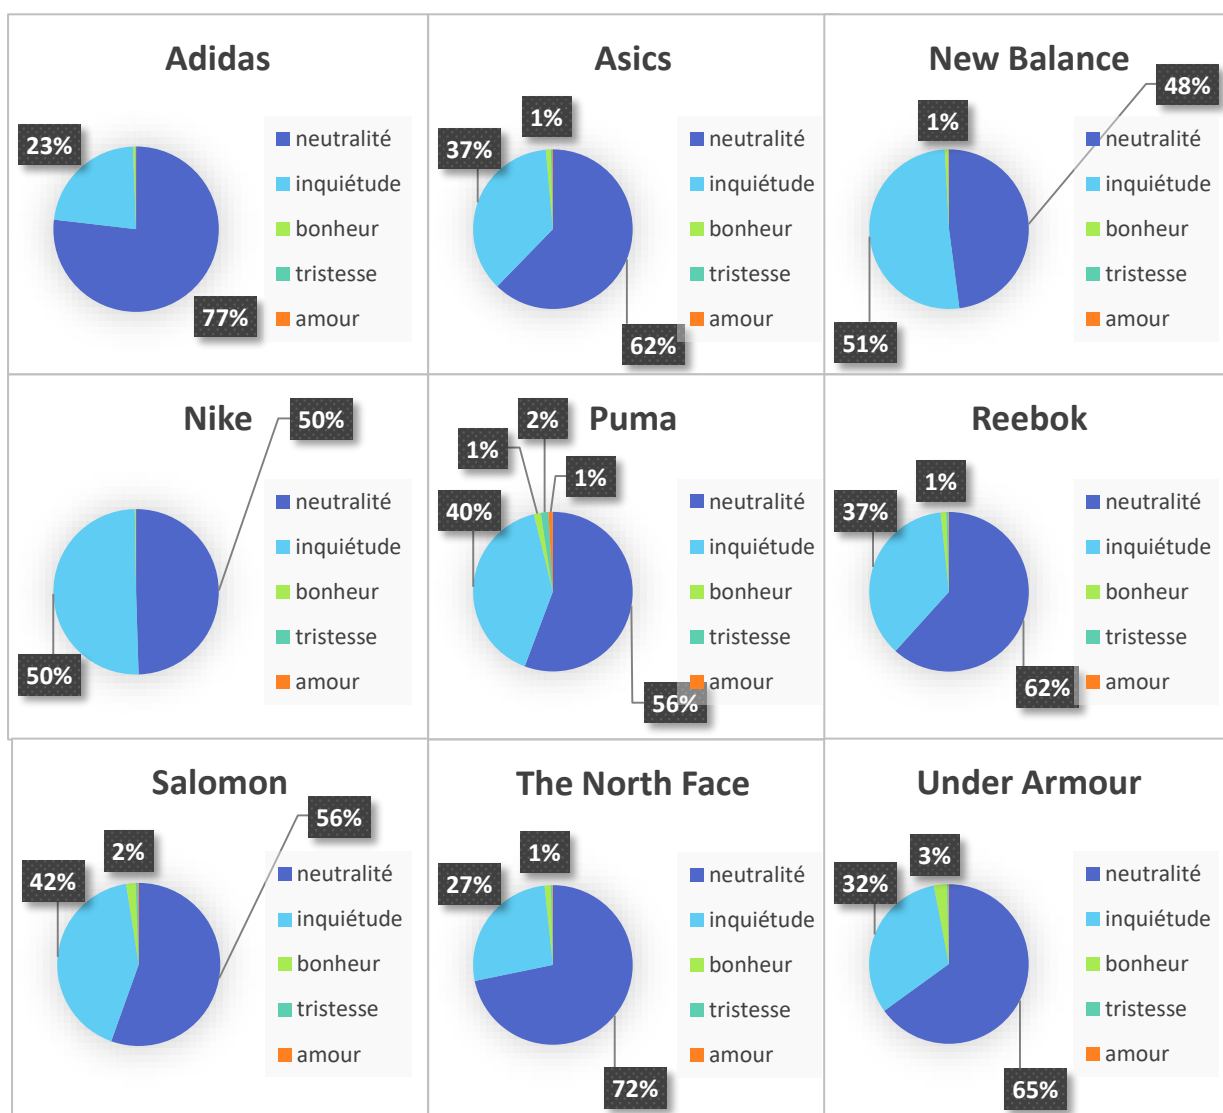 Adidas
23%
77%
neutralité
inquiétude
bonheur
tristesse
amour
Asics
1%
37%
62%
neutralité
inquiétude
bonheur
tristesse
amour
New Balance
48%
1%
51%
neutralité
inquiétude
bonheur
tristesse
amour
Nike
50%
50%
neutralité
inquiétude
bonheur
tristesse
amour
Puma
2%
1%
1%
40%
56%
neutralité
inquiétude
bonheur
tristesse
amour
Reebok
1%
37%
62%
neutralité
inquiétude
bonheur
tristesse
amour
Salomon
56%
2%
42%
neutralité
inquiétude
bonheur
tristesse
amour
The North Face
1%
27%
72%
neutralité
inquiétude
bonheur
tristesse
amour
Under Armour
3%
32%
65%
neutralité
inquiétude
bonheur
tristesse
amour